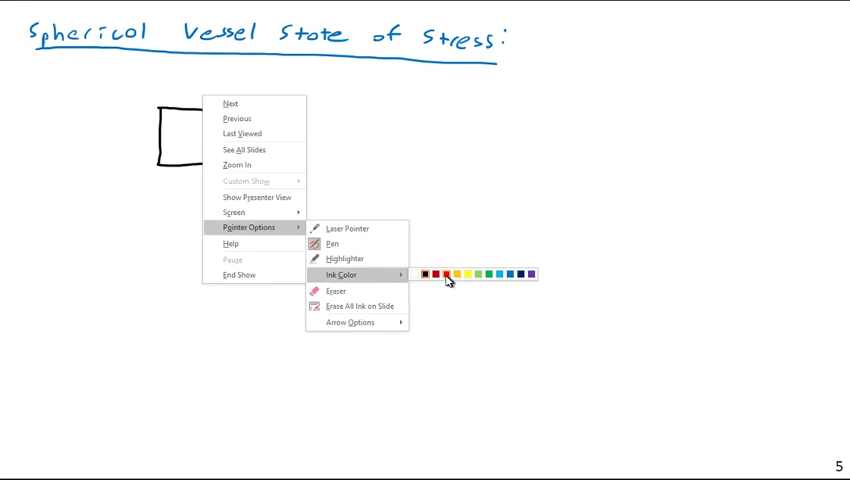 Spherical Vessel State of Stress:
Next
Previous
Last Viewed
See All Slides
Zoom In
Custom Show
Show Presenter View
Screen
Pointer Options
Help
Pause
End Show
Laser Pointer
Pen
Highlighter
Ink Color
Eraser
Erase All Ink on Slide
Arrow Options
5